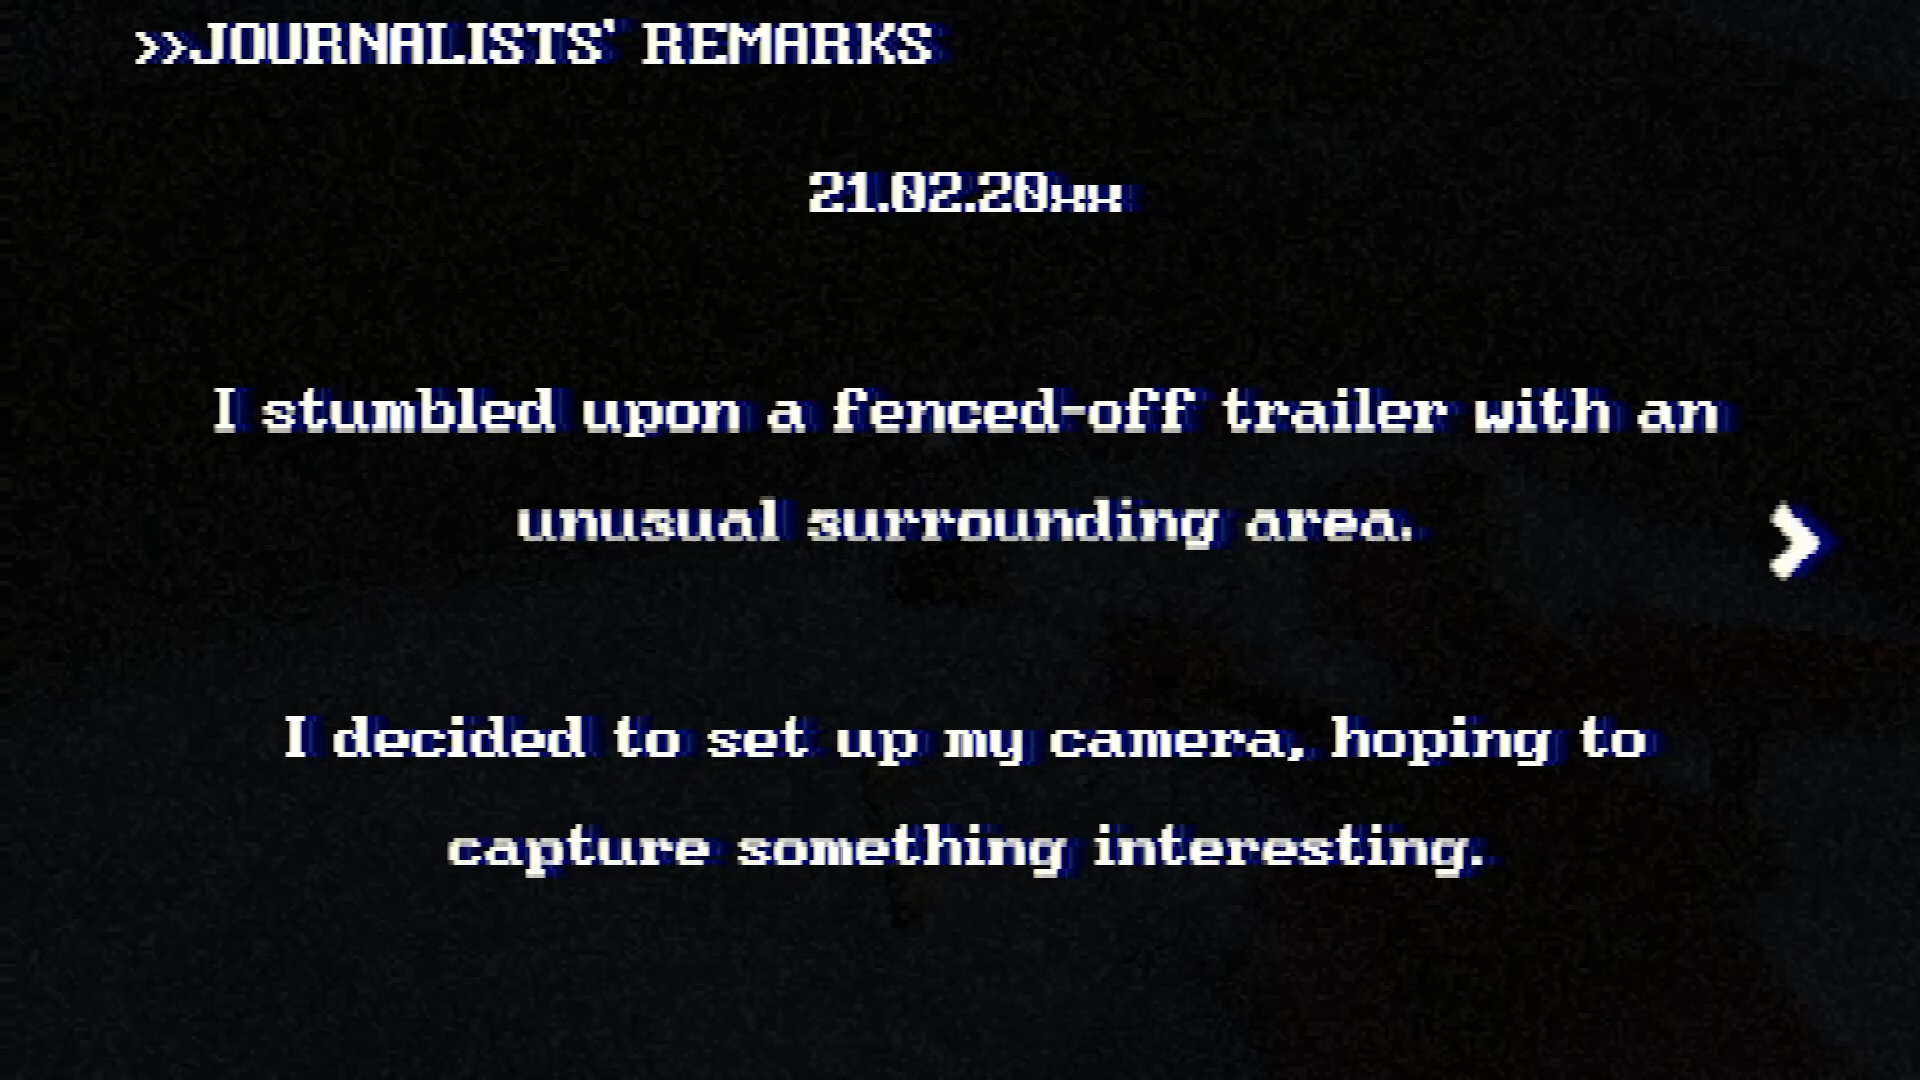 >>JOURNALISTS' REMARKS
21.02.20xx
I stumbled upon a fenced-off trailer with an
unusual surrounding area.
I decided to set up my camera, hoping to
capture something interesting.